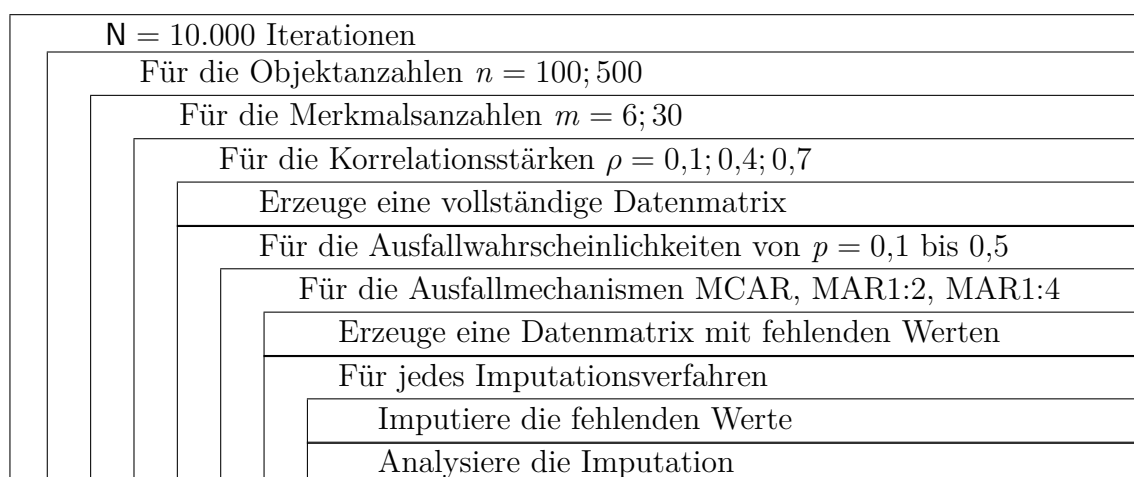 N = 10.000 Iterationen
Für die Objektanzahlen n = 100; 500
Für die Merkmalsanzahlen m = 6; 30
Für die Korrelationsstärken ρ = 0,1; 0,4; 0,7
Erzeuge eine vollständige Datenmatrix
Für die Ausfallwahrscheinlichkeiten von p = 0,1 bis 0,5
Für die Ausfallmechanismen MCAR, MAR1:2, MAR1:4
Erzeuge eine Datenmatrix mit fehlenden Werten
Für jedes Imputationsverfahren
Imputiere die fehlenden Werte
Analysiere die Imputation